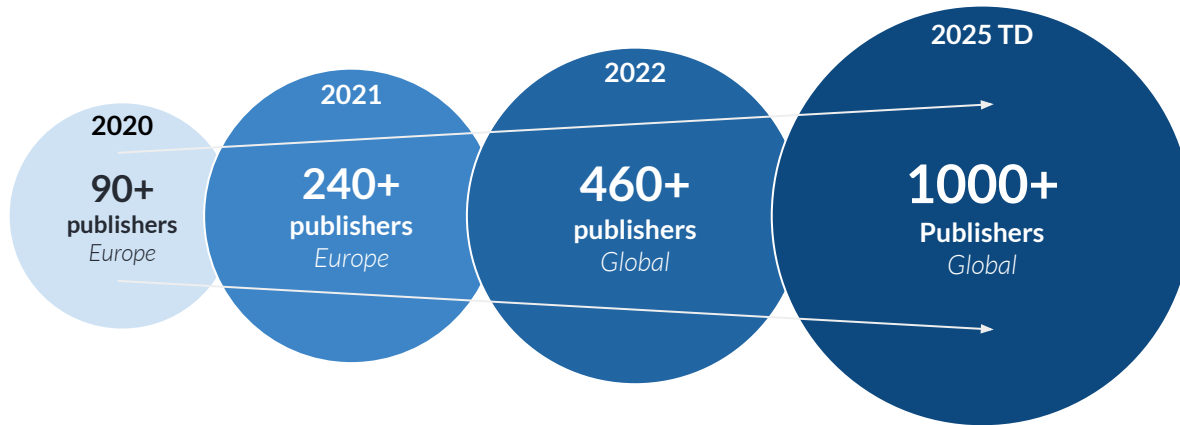 2020
90+
publishers
Europe
2021
240+
publishers
Europe
2022
460+
publishers
Global
2025 TD
1000+
Publishers
Global